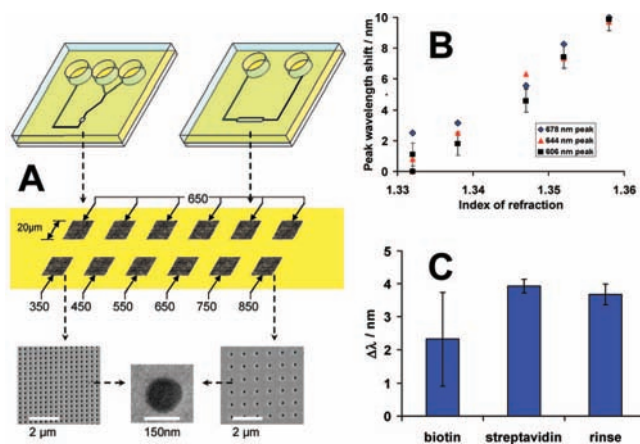 A
650
20µm
350 450 550 650 750 850
2 µm
150nm
2 µm
B
Peak wavelength shift / nm
10
8
6
4
2
0
678 nm peak
644 nm peak
606 nm peak
1.33 1.34 1.35 1.36
Index of refraction
C
Δλ / nm
5
4
3
2
1
0
biotin streptavidin rinse